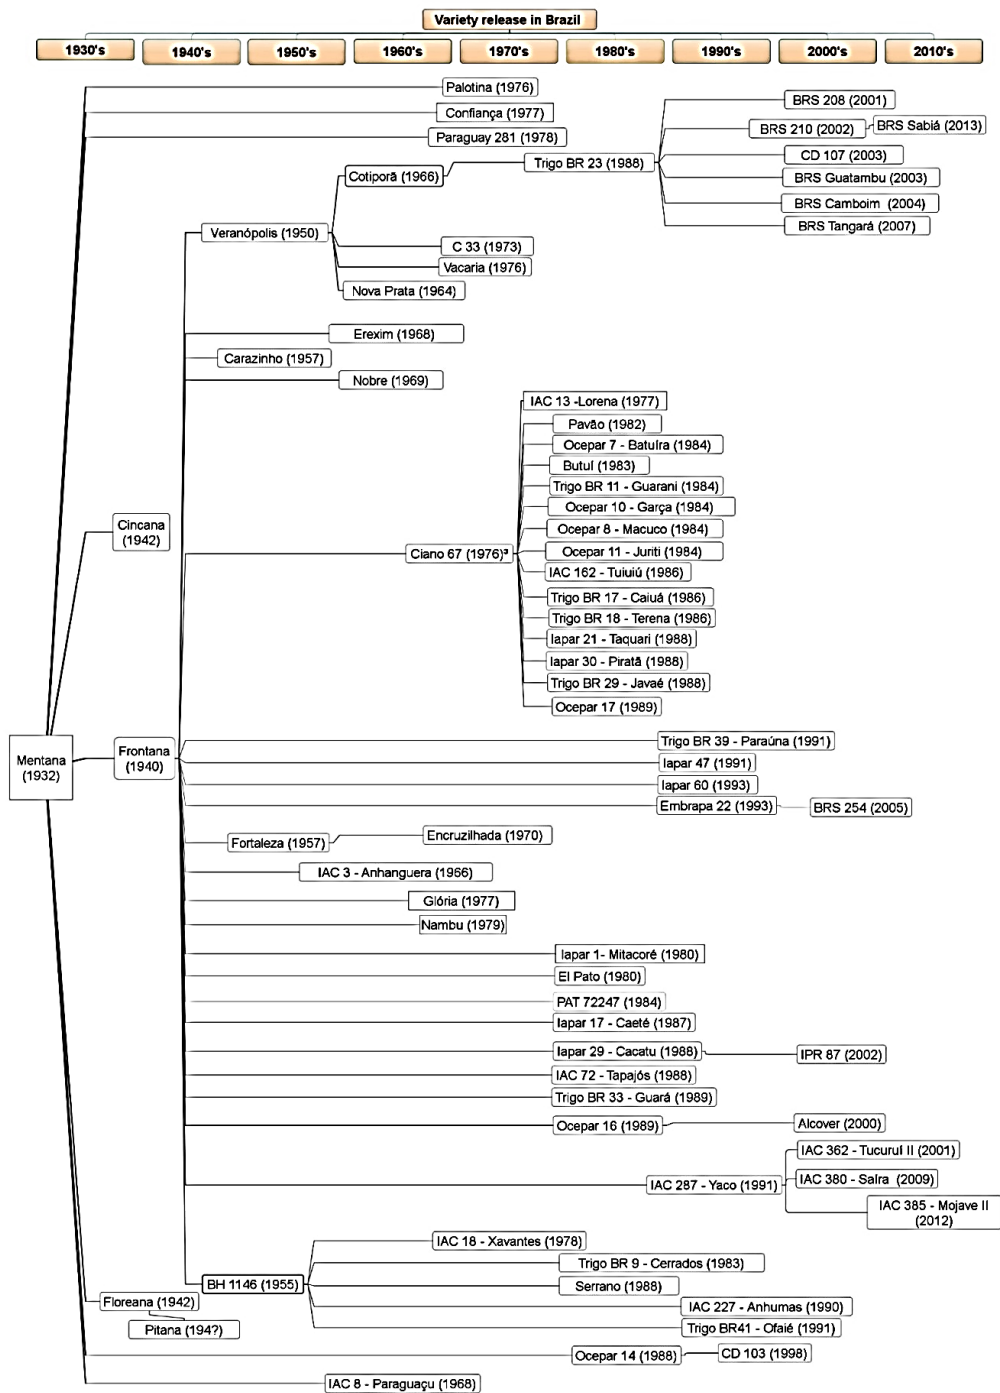 Variety release in Brazil
1930's 1940's 1950's 1960's 1970's 1980's 1990's 2000's 2010's
Palotina (1976)
BRS 208 (2001)
Confiança (1977)
BRS 210 (2002) BRS Sabiá (2013)
Paraguay 281 (1978)
CD 107 (2003)
Trigo BR 23 (1988)
Cotiporã (1966)
BRS Guatambu (2003)
BRS Camboim (2004)
BRS Tangará (2007)
Veranópolis (1950)
C 33 (1973)
Vacaria (1976)
Nova Prata (1964)
Erexim (1968)
Carazinho (1957)
Nobre (1969)
IAC 13 -Lorena (1977)
Pavão (1982)
Ocepar 7 - Batuíra (1984)
Butuí (1983)
Trigo BR 11 - Guarani (1984)
Ocepar 10 - Garça (1984)
Cincana
(1942)
Ocepar 8 - Macuco (1984)
Ciano 67 (1976)³
Ocepar 11 - Juriti (1984)
IAC 162 - Tuiuiú (1986)
Trigo BR 17 - Caiuá (1986)
Trigo BR 18 - Terena (1986)
Iapar 21 - Taquari (1988)
Iapar 30 - Piratã (1988)
Trigo BR 29 - Javaé (1988)
Ocepar 17 (1989)
Mentana
(1932)
Frontana
(1940)
Trigo BR 39 - Paraúna (1991)
Iapar 47 (1991)
Iapar 60 (1993)
Embrapa 22 (1993) BRS 254 (2005)
Fortaleza (1957) Encruzilhada (1970)
IAC 3 - Anhanguera (1966)
Glória (1977)
Nambu (1979)
Iapar 1- Mitacoré (1980)
El Pato (1980)
PAT 72247 (1984)
Iapar 17 - Caeté (1987)
Iapar 29 - Cacatu (1988) IPR 87 (2002)
IAC 72 - Tapajós (1988)
Trigo BR 33 - Guará (1989)
Ocepar 16 (1989) Alcover (2000)
IAC 362 - Tucuruí II (2001)
IAC 287 - Yaco (1991) IAC 380 - Saíra (2009)
IAC 385 - Mojave II
(2012)
IAC 18 - Xavantes (1978)
Trigo BR 9 - Cerrados (1983)
BH 1146 (1955) Serrano (1988)
IAC 227 - Anhumas (1990)
Floreana (1942)
Pitana (194?)
Trigo BR41 - Ofaié (1991)
Ocepar 14 (1988) CD 103 (1998)
IAC 8 - Paraguaçu (1968)